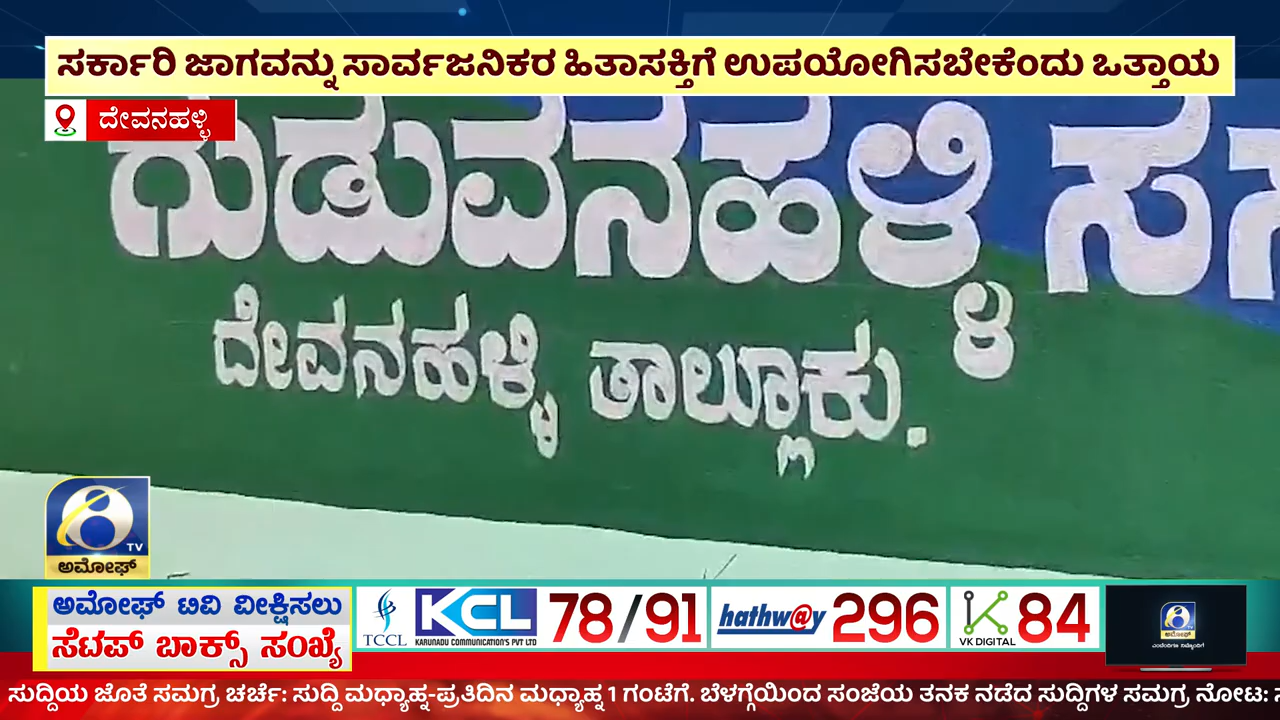 ಸರ್ಕಾರಿ ಜಾಗವನ್ನು ಸಾರ್ವಜನಿಕರ ಹಿತಾಸಕ್ತಿಗೆ ಉಪಯೋಗಿಸಬೇಕೆಂದು ಒತ್ತಾಯ
ದೇವನಹಳ್ಳಿ
ಗುಡುವನಹಳ್ಳಿ
ದೇವನಹಳ್ಳಿ ತಾಲ್ಲೂಕು.
TV
ಅಮೋಘ್
ಅಮೋಘ್ ಟಿವಿ ವೀಕ್ಷಿಸಲು
ಸೆಟಪ್ ಬಾಕ್ಸ್ ಸಂಖ್ಯೆ
TCCL
KCL
KARUNADU COMMUNICATION'S PVT LTD
78/91
hathw@y
296
VK DIGITAL
84
ಸುದ್ದಿಯ ಜೊತೆ ಸಮಗ್ರ ಚರ್ಚೆ: ಸುದ್ದಿ ಮಧ್ಯಾಹ್ನ-ಪ್ರತಿದಿನ ಮಧ್ಯಾಹ್ನ 1 ಗಂಟೆಗೆ. ಬೆಳಗ್ಗೆಯಿಂದ ಸಂಜೆಯ ತನಕ ನಡೆದ ಸುದ್ದಿಗಳ ಸಮಗ್ರ ನೋಟ: